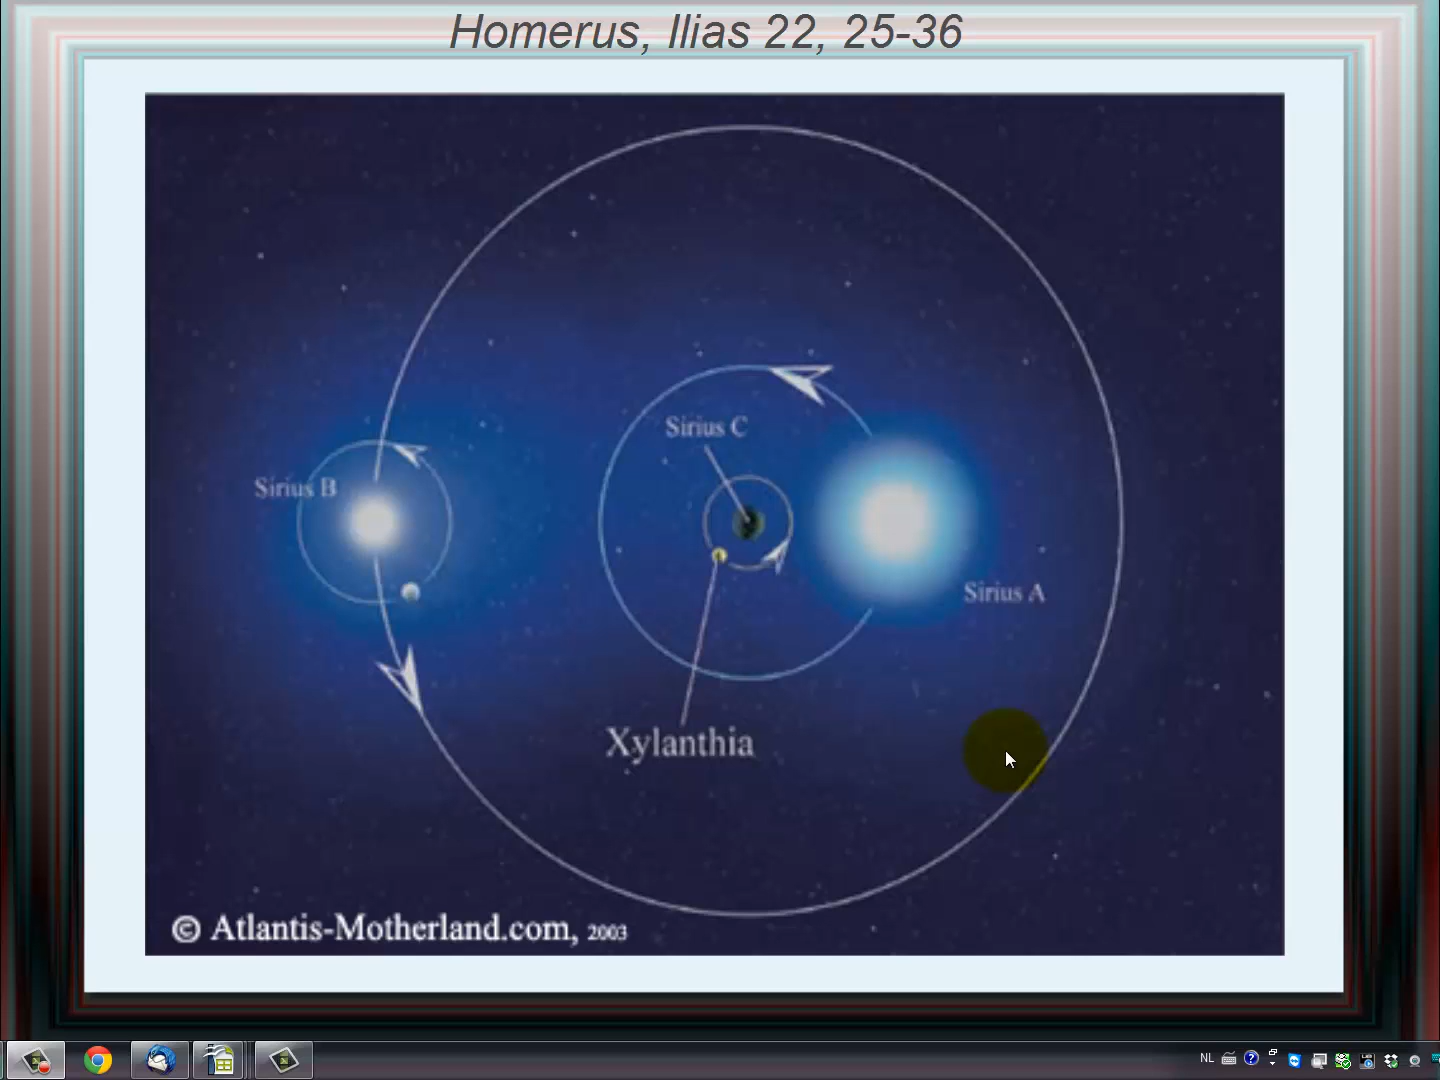 Homerus, Ilias 22, 25-36
Sirius C
Sirius B
Sirius A
Xylanthia
© Atlantis-Motherland.com, 2003
NL